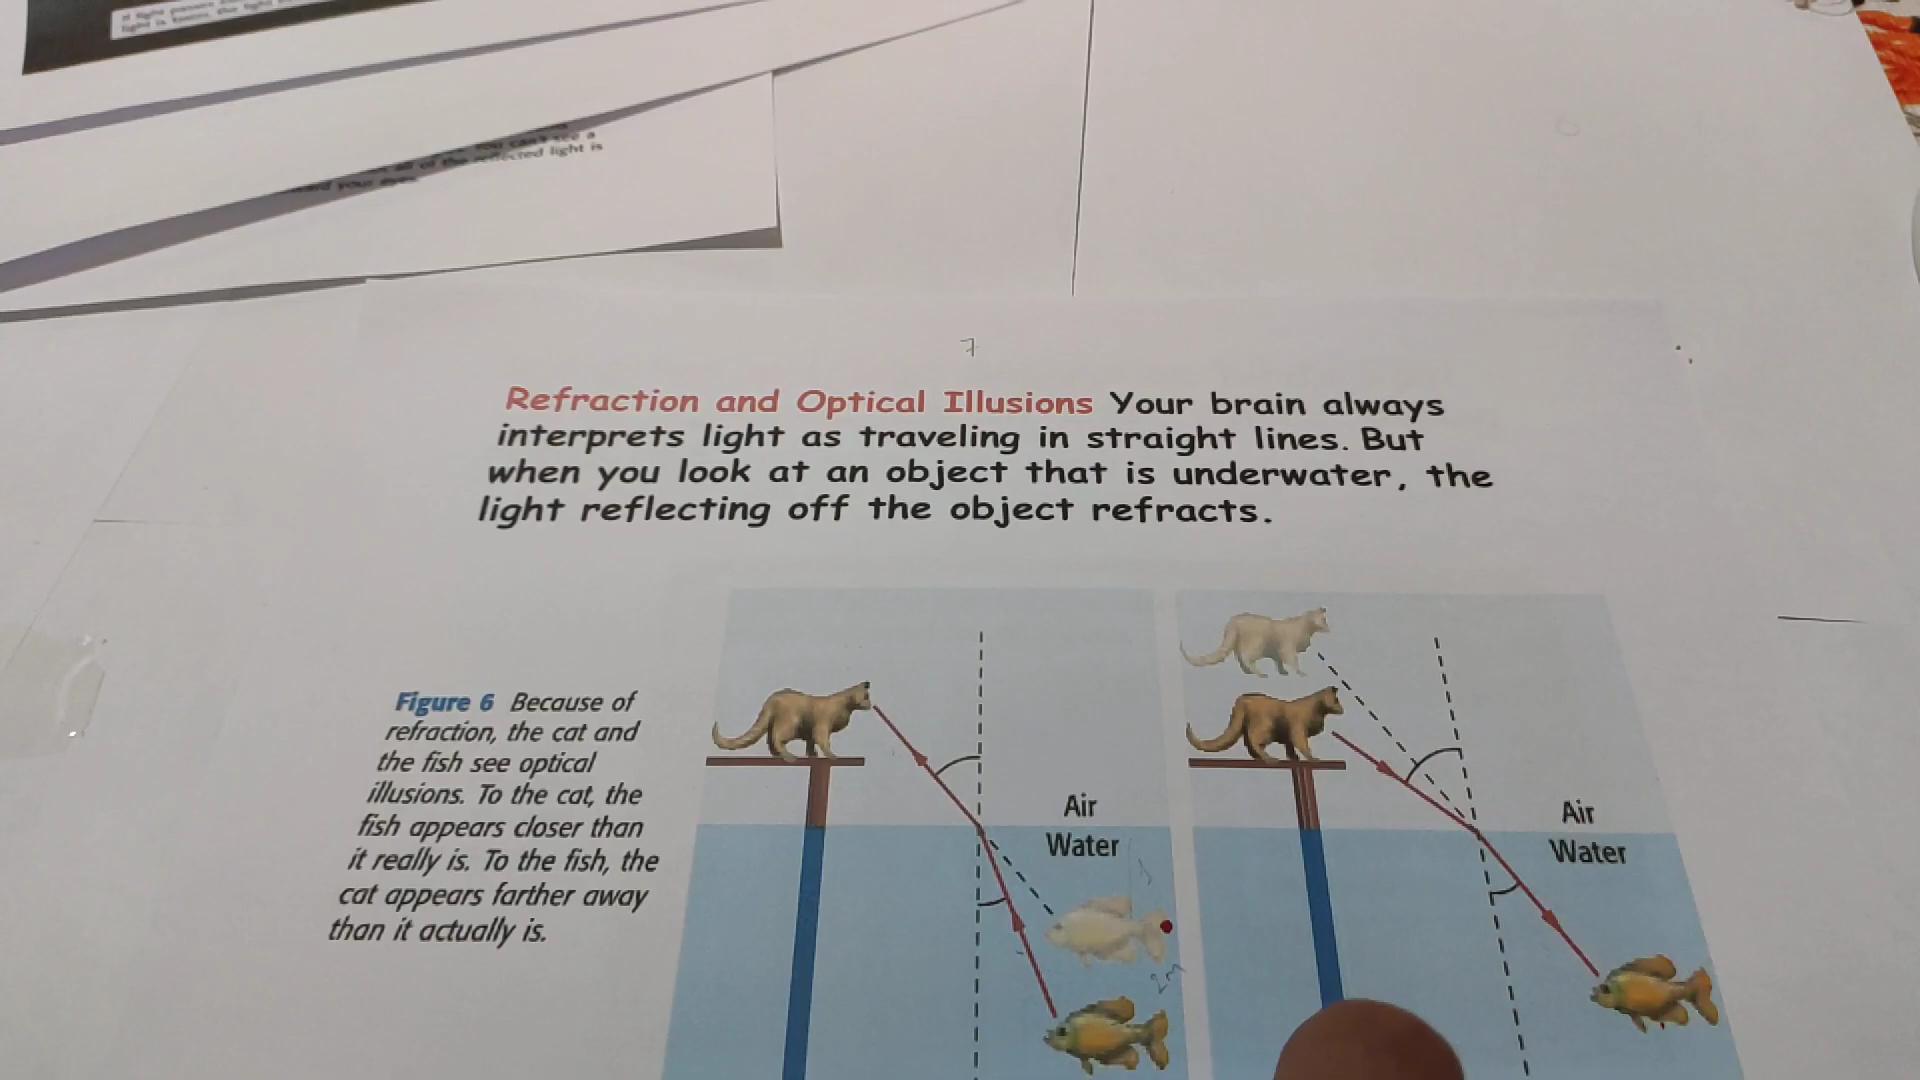 7
Refraction and Optical Illusions Your brain always
interprets light as traveling in straight lines. But
when you look at an object that is underwater, the
light reflecting off the object refracts.
Figure 6 Because of
refraction, the cat and
the fish see optical
illusions. To the cat, the
fish appears closer than
it really is. To the fish, the
cat appears farther away
than it actually is.
Air
Water
2m
Air
Water